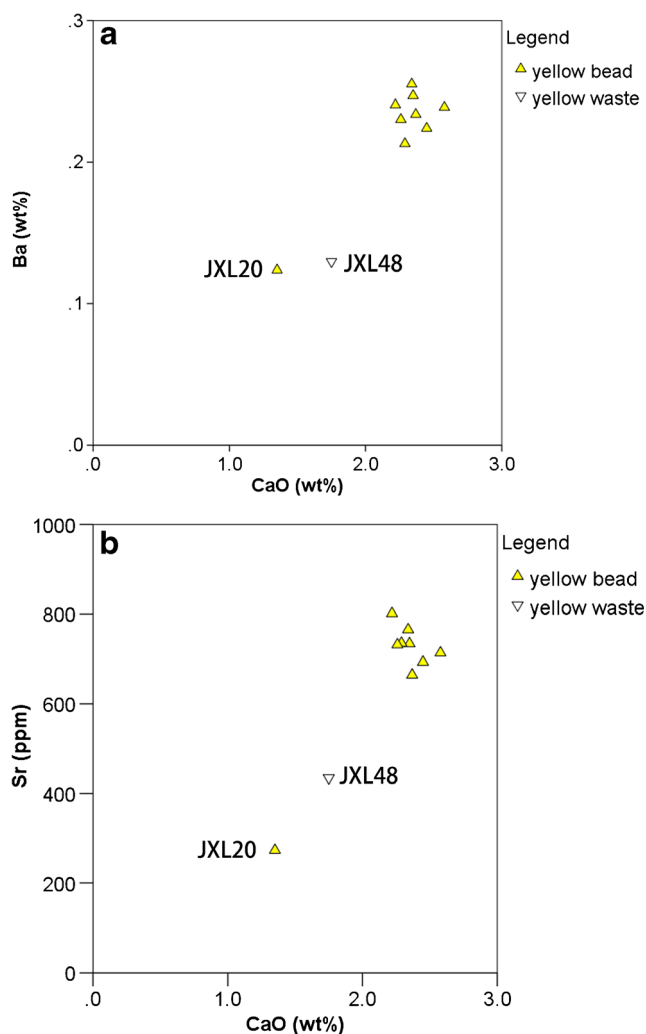 a
.3
.2
.1
.0
Ba (wt%)
JXL20
JXL48
.0 1.0 2.0 3.0
CaO (wt%)
Legend
yellow bead
yellow waste
b
1000
800
600
400
200
0
Sr (ppm)
JXL48
JXL20
.0 1.0 2.0 3.0
CaO (wt%)
Legend
yellow bead
yellow waste